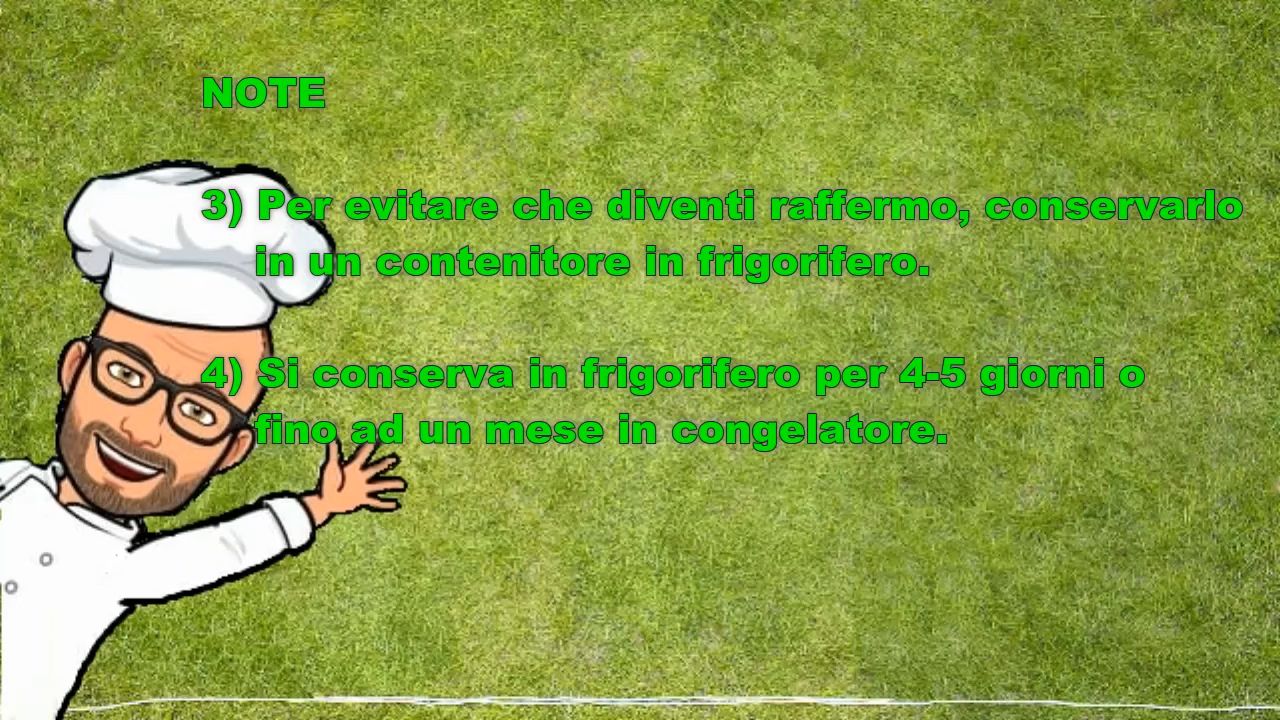 NOTE
3) Per evitare che diventi raffermo, conservarlo
in un contenitore in frigorifero.
4) Si conserva in frigorifero per 4-5 giorni o
fino ad un mese in congelatore.